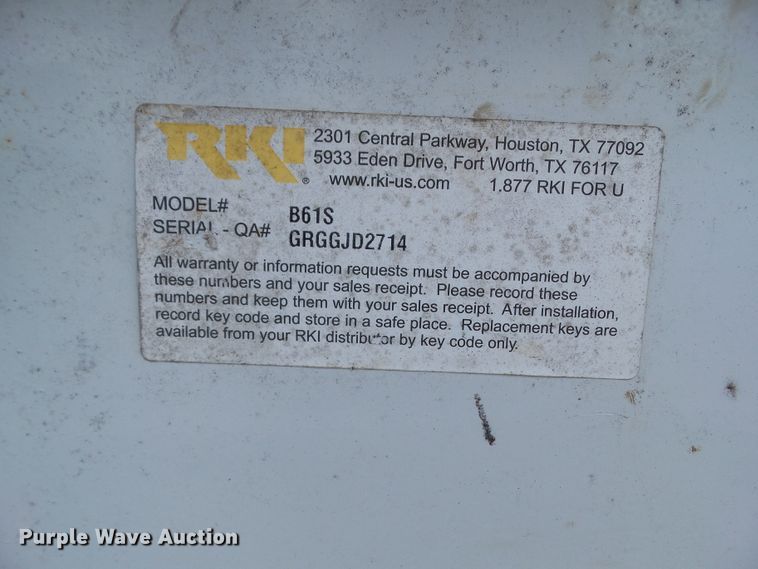 RKI®
2301 Central Parkway, Houston, TX 77092
5933 Eden Drive, Fort Worth, TX 76117
www.rki-us.com 1.877 RKI FOR U
MODEL# B61S
SERIAL - QA# GRGGJD2714
All warranty or information requests must be accompanied by
these numbers and your sales receipt. Please record these
numbers and keep them with your sales receipt. After installation,
record key code and store in a safe place. Replacement keys are
available from your RKI distributor by key code only.
Purple Wave Auction